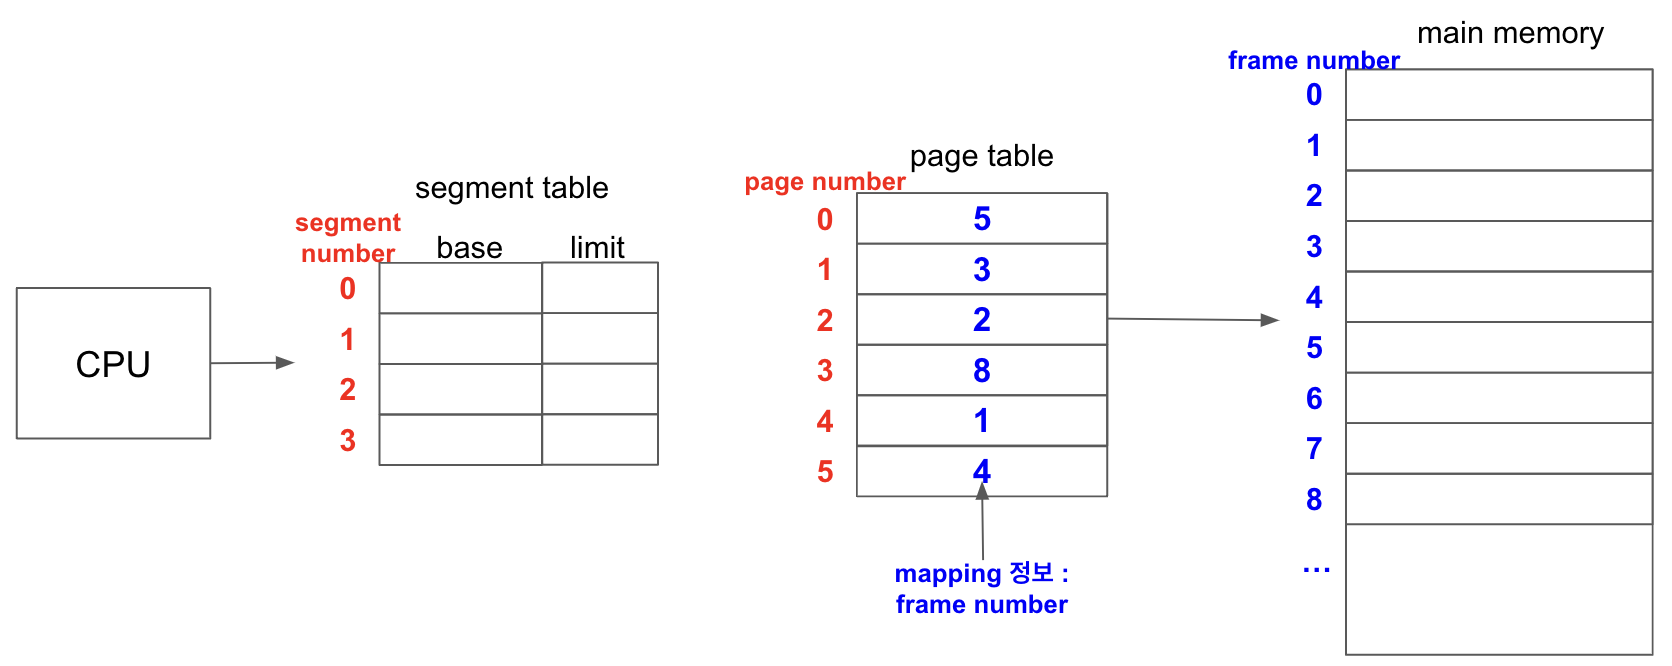 CPU
segment table
segment
number
base
limit
0
1
2
3
page table
page number
0 5
1 3
2 2
3 8
4 1
5 4
mapping 정보 :
frame number
main memory
frame number
0
1
2
3
4
5
6
7
8
...